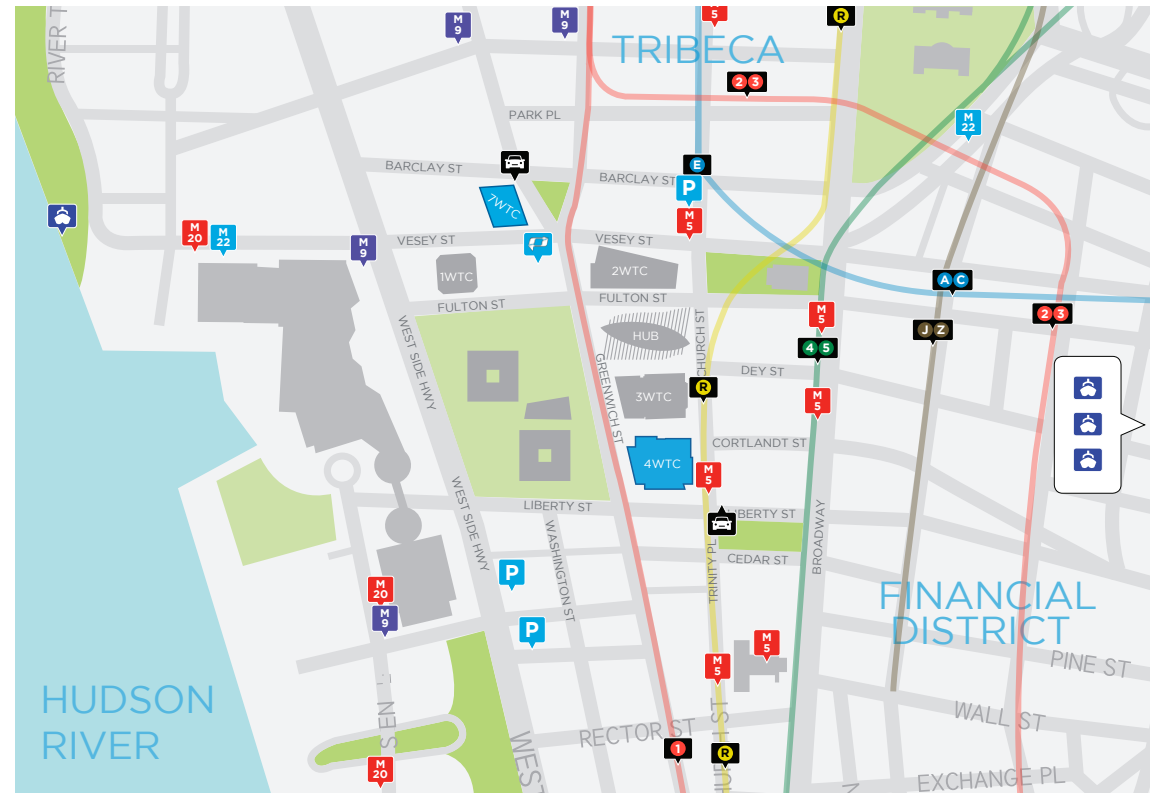 RIVER T
M
9
M
9
M
5
R
TRIBECA
2 3
PARK PL
M
22
BARCLAY ST
BARCLAY ST
E
P
7WTC
M
5
M
20
M
22
M
9
VESEY ST
VESEY ST
1WTC
2WTC
A C
FULTON ST
FULTON ST
M
5
2 3
WEST SIDE HWY
HUB
CHURCH ST
J Z
4 5
GREENWICH ST
DEY ST
3WTC
R
M
5
CORTLANDT ST
4WTC
M
5
WEST SIDE HWY
LIBERTY ST
LIBERTY ST
WASHINGTON ST
BROADWAY
TRINITY PL
CEDAR ST
P
M
20
M
9
P
FINANCIAL
DISTRICT
M
5
M
5
PINE ST
HUDSON
RIVER
WALL ST
RECTOR ST
1
R
WEST
M
20
EXCHANGE PL